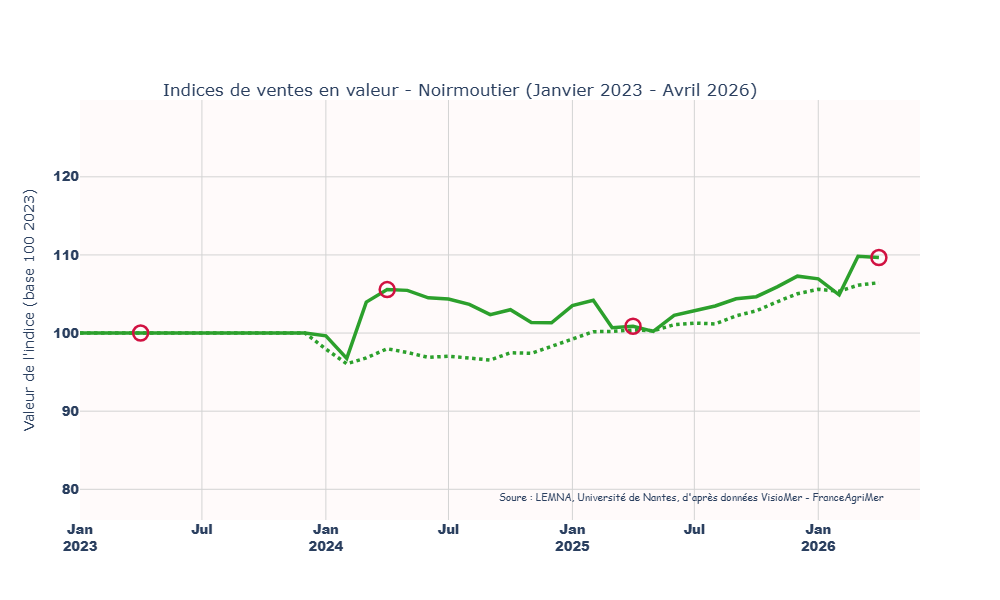 Indices de ventes en valeur - Noirmoutier (Janvier 2023 - Avril 2026)
Valeur de l'indice (base 100 2023)
120
110
100
90
80
Soure : LEMNA, Université de Nantes, d'après données VisioMer - FranceAgriMer
Jan Jul Jan Jul Jan Jul Jan
2023 2024 2025 2026